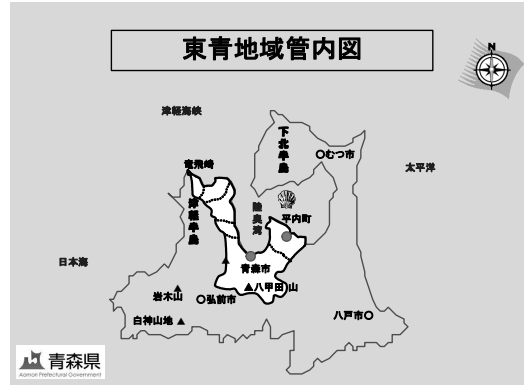 東青地域管内図
N
津軽海峡
下北半島
むつ市
太平洋
竜飛崎
津軽半島
陸奥湾
平内町
日本海
青森市
八甲田山
岩木山
弘前市
白神山地
八戸市
青森県
Aomori Prefectural Government